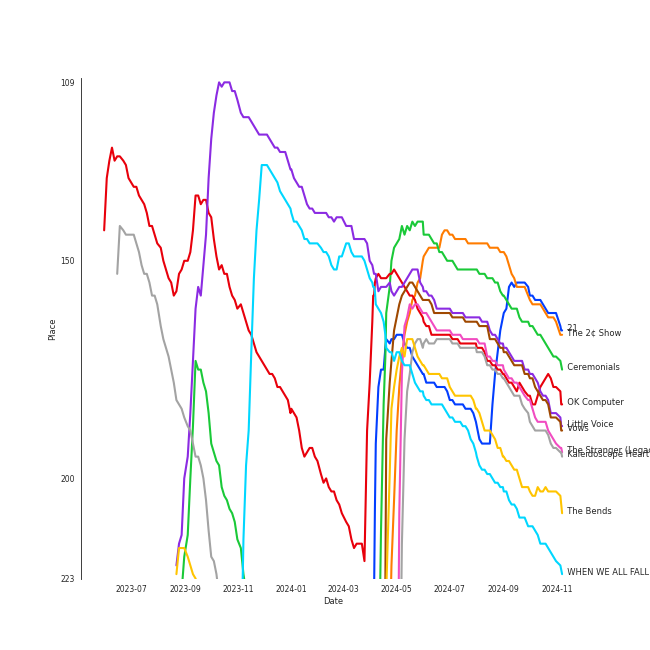 109
150
200
223
Place
2023-07
2023-09
2023-11
2024-01
2024-03
2024-05
2024-07
2024-09
2024-11
Date
21
The 2¢ Show
Ceremonials
OK Computer
Little Voice
Vows
The Stranger (Lega
Kaleidoscope Heart
The Bends
WHEN WE ALL FALL